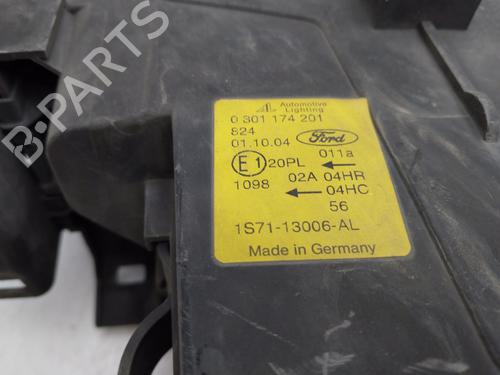 Automotive
Lighting
0 301 174 201
824
01.10.04
Ford
011a
E1 20PL
1098 02A 04HR
04HC
56
1S71-13006-AL
Made in Germany
B-Parts